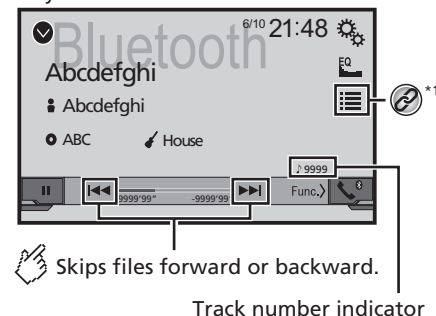 Bluetooth
6/10 21:48
EQ
Abcdefghi
Abcdefghi
*1
ABC House
♪ 9999
9999'99" -9999'99
Func.
Skips files forward or backward.
Track number indicator